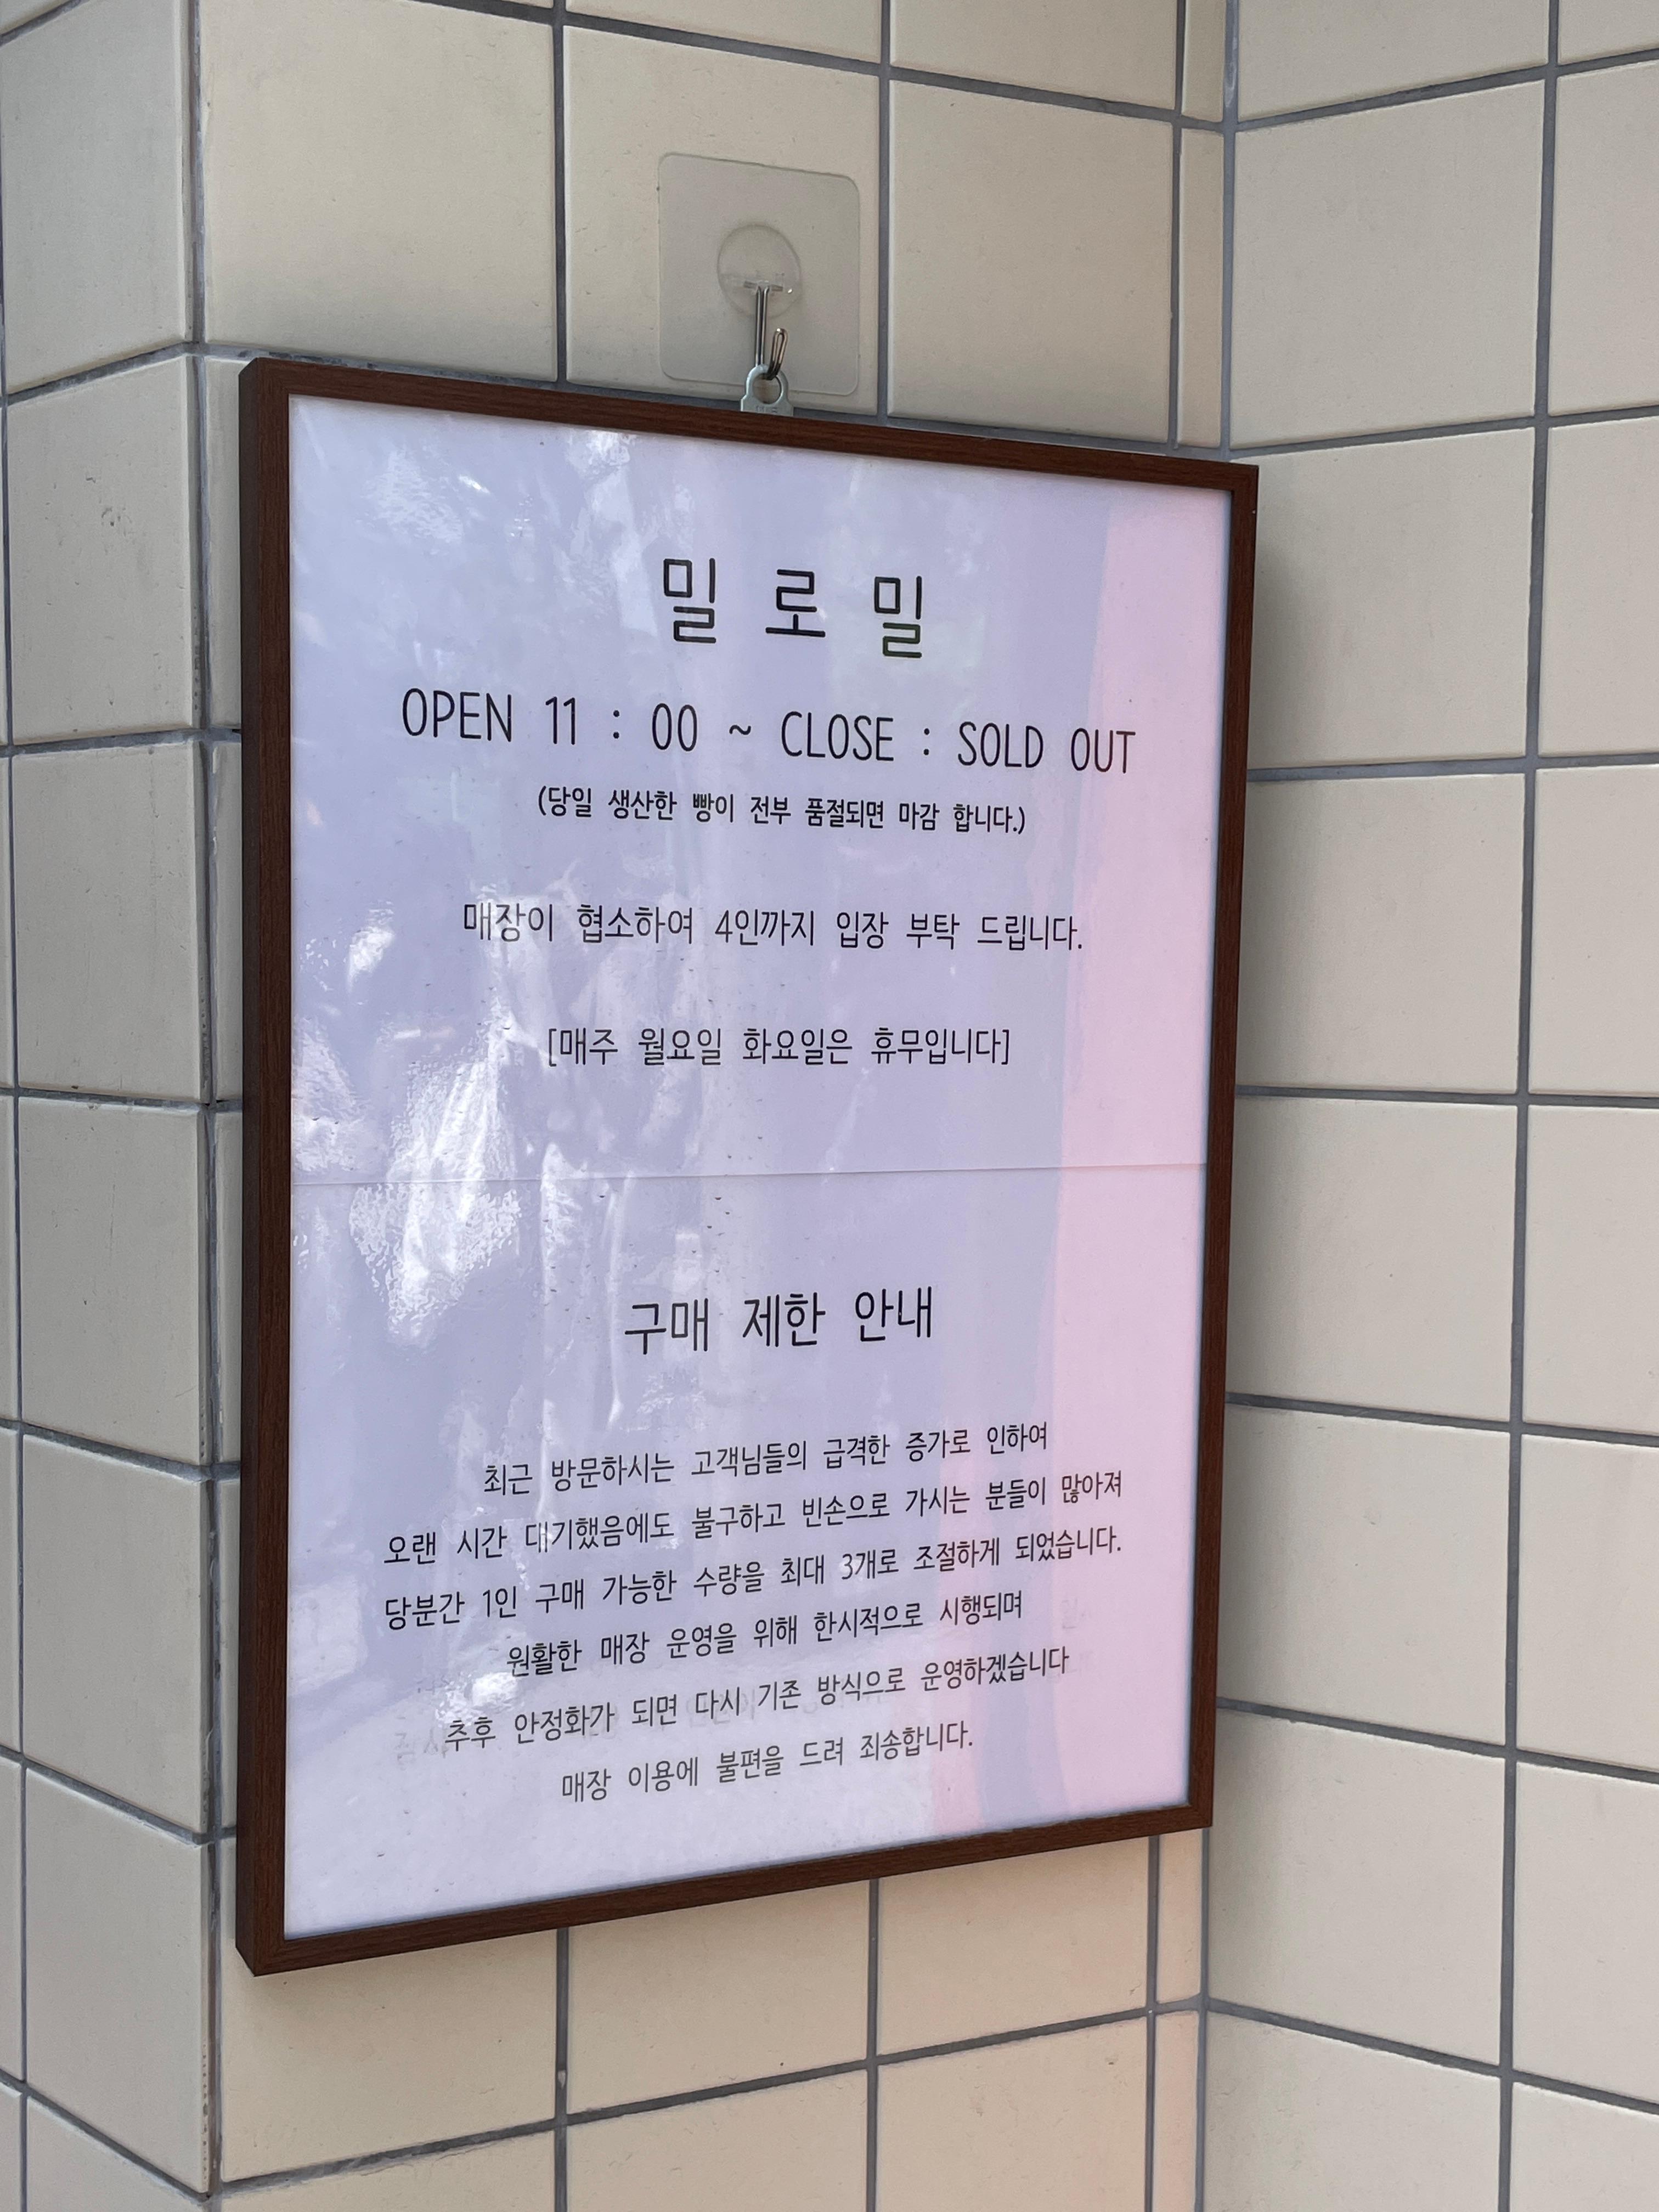 밀 로 밀
OPEN 11 : 00 ~ CLOSE : SOLD OUT
(당일 생산한 빵이 전부 품절되면 마감 합니다.)
매장이 협소하여 4인까지 입장 부탁 드립니다.
[매주 월요일 화요일은 휴무입니다]
구매 제한 안내
최근 방문하시는 고객님들의 급격한 증가로 인하여
오랜 시간 대기했음에도 불구하고 빈손으로 가시는 분들이 많아져
당분간 1인 구매 가능한 수량을 최대 3개로 조절하게 되었습니다.
원활한 매장 운영을 위해 한시적으로 시행되며
추후 안정화가 되면 다시 기존 방식으로 운영하겠습니다
매장 이용에 불편을 드려 죄송합니다.